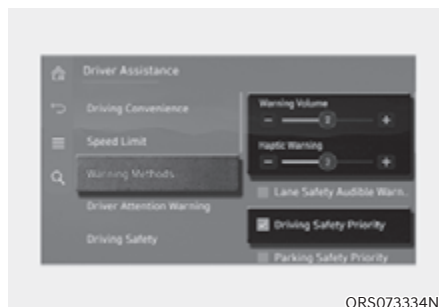 Driver Assistance
Driving Convenience
Speed Limit
Warning Methods
Driver Attention Warning
Driving Safety
Warning Volume
Haptic Warning
Lane Safety Audible Warn.
Driving Safety Priority
Parking Safety Priority
ORS073334N